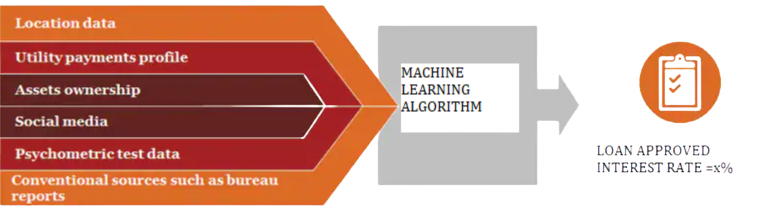 Location data
Utility payments profile
Assets ownership
Social media
Psychometric test data
Conventional sources such as bureau
reports
MACHINE
LEARNING
ALGORITHM
LOAN APPROVED
INTEREST RATE =x%